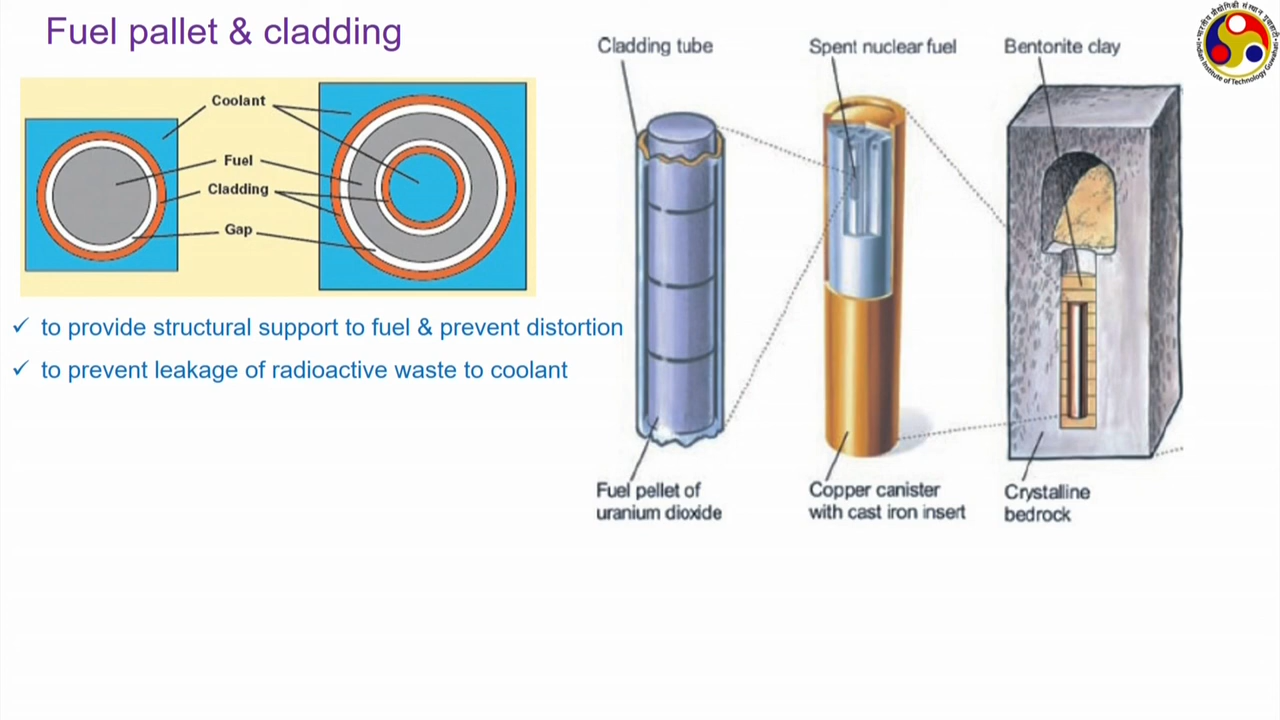 Fuel pallet & cladding
Coolant
Fuel
Cladding
Gap
✓ to provide structural support to fuel & prevent distortion
✓ to prevent leakage of radioactive waste to coolant
Cladding tube
Spent nuclear fuel
Bentonite clay
Fuel pellet of
uranium dioxide
Copper canister
with cast iron insert
Crystalline
bedrock
Indian Institute of Technology Guwahati